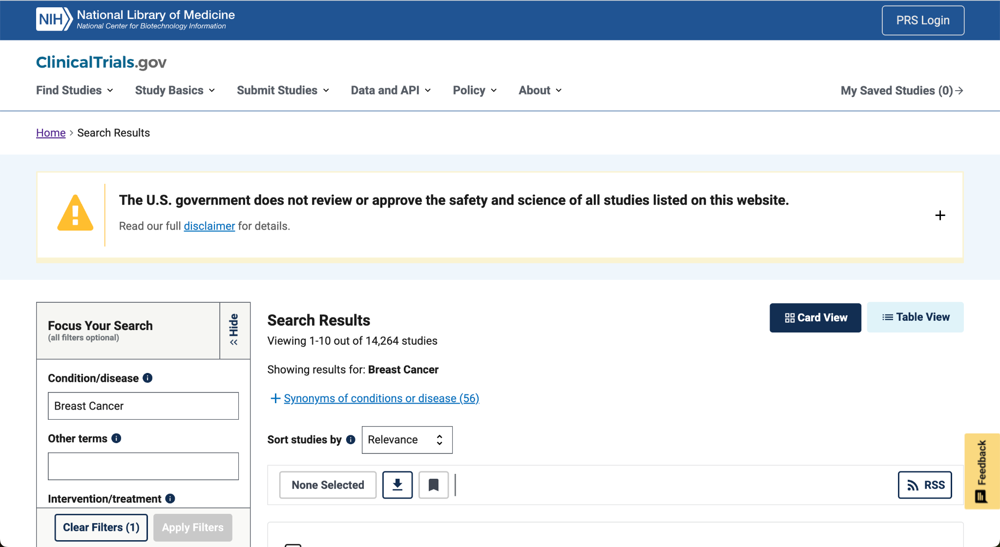 NIH National Library of Medicine
National Center for Biotechnology Information
PRS Login
ClinicalTrials.gov
Find Studies
Study Basics
Submit Studies
Data and API
Policy
About
My Saved Studies (0)
Home
Search Results
The U.S. government does not review or approve the safety and science of all studies listed on this website.
Read our full disclaimer for details.
Focus Your Search
(all filters optional)
Hide
Condition/disease
Breast Cancer
Other terms
Intervention/treatment
Clear Filters (1)
Apply Filters
Search Results
Viewing 1-10 out of 14,264 studies
Showing results for: Breast Cancer
Synonyms of conditions or disease (56)
Card View
Table View
Sort studies by
Relevance
None Selected
RSS
Feedback